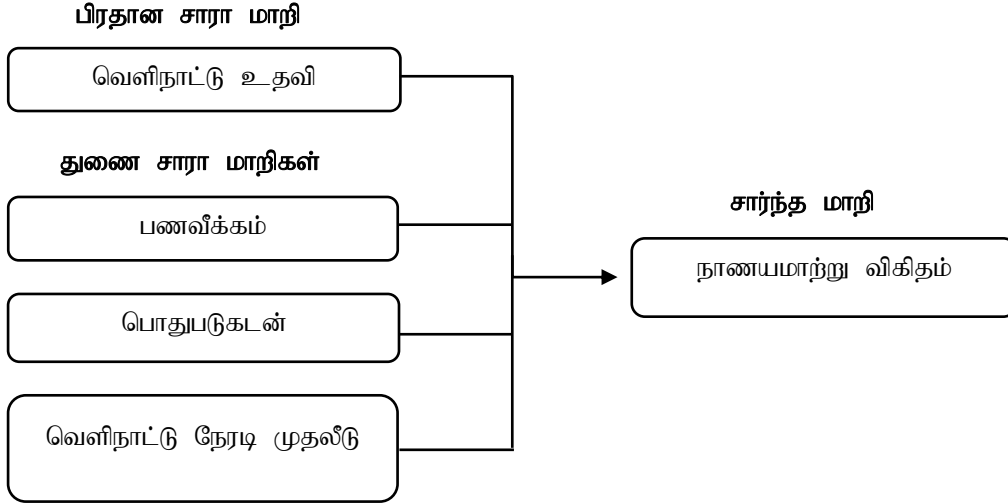 பிரதான சாரா மாறி
வெளிநாட்டு உதவி
துணை சாரா மாறிகள்
பணவீக்கம்
பொதுபடுகடன்
வெளிநாட்டு நேரடி முதலீடு
சார்ந்த மாறி
நாணயமாற்று விகிதம்